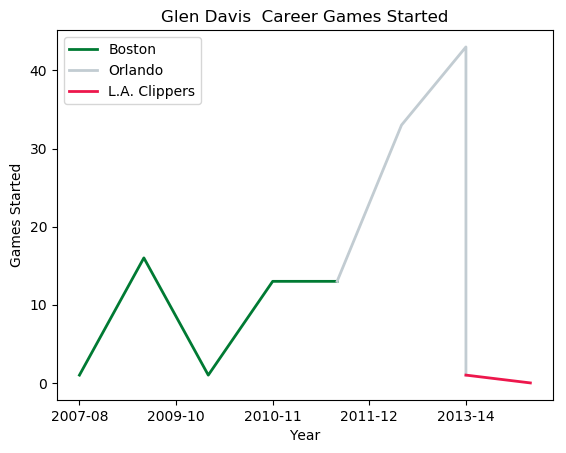 Glen Davis  Career Games Started
Boston
Orlando
L.A. Clippers
Games Started
40
30
20
10
0
2007-08
2009-10
2010-11
2011-12
2013-14
Year